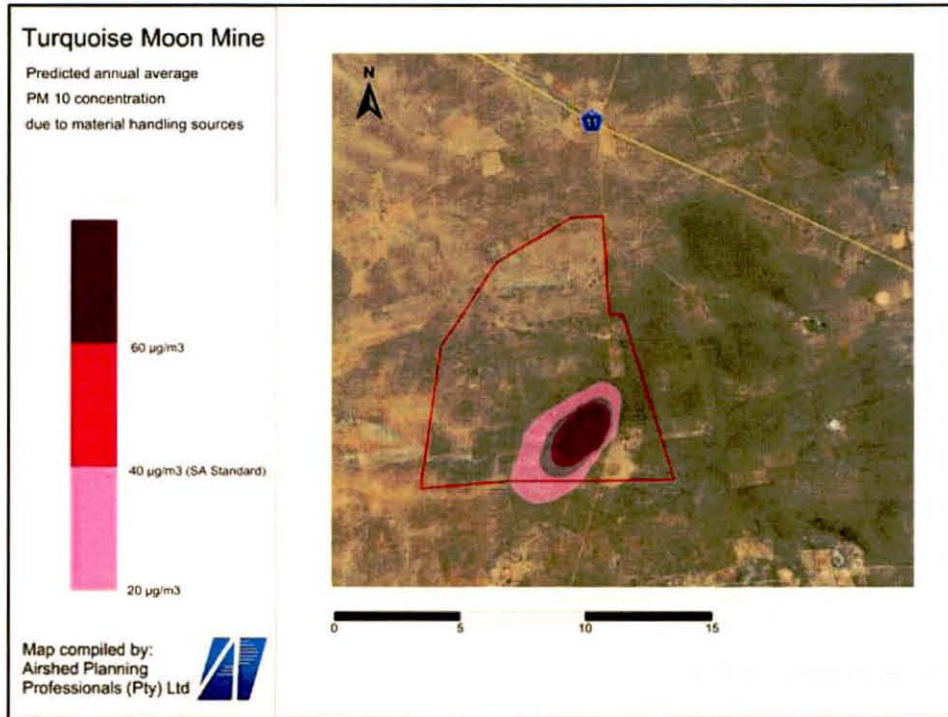 Turquoise Moon Mine
Predicted annual average
PM 10 concentration
due to material handling sources
60 µg/m3
40 µg/m3 (SA Standard)
20 µg/m3
Map compiled by:
Airshed Planning
Professionals (Pty) Ltd
N
11
0
5
10
15